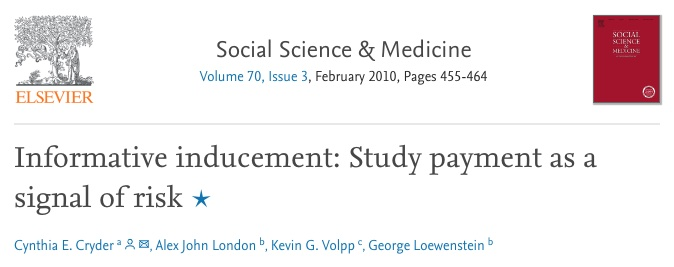 Social Science & Medicine
Volume 70, Issue 3, February 2010, Pages 455-464
ELSEVIER
SOCIAL
SCIENCE
&
MEDICINE
Informative inducement: Study payment as a
signal of risk ★
Cynthia E. Cryder a, Alex John London b, Kevin G. Volpp c, George Loewenstein b